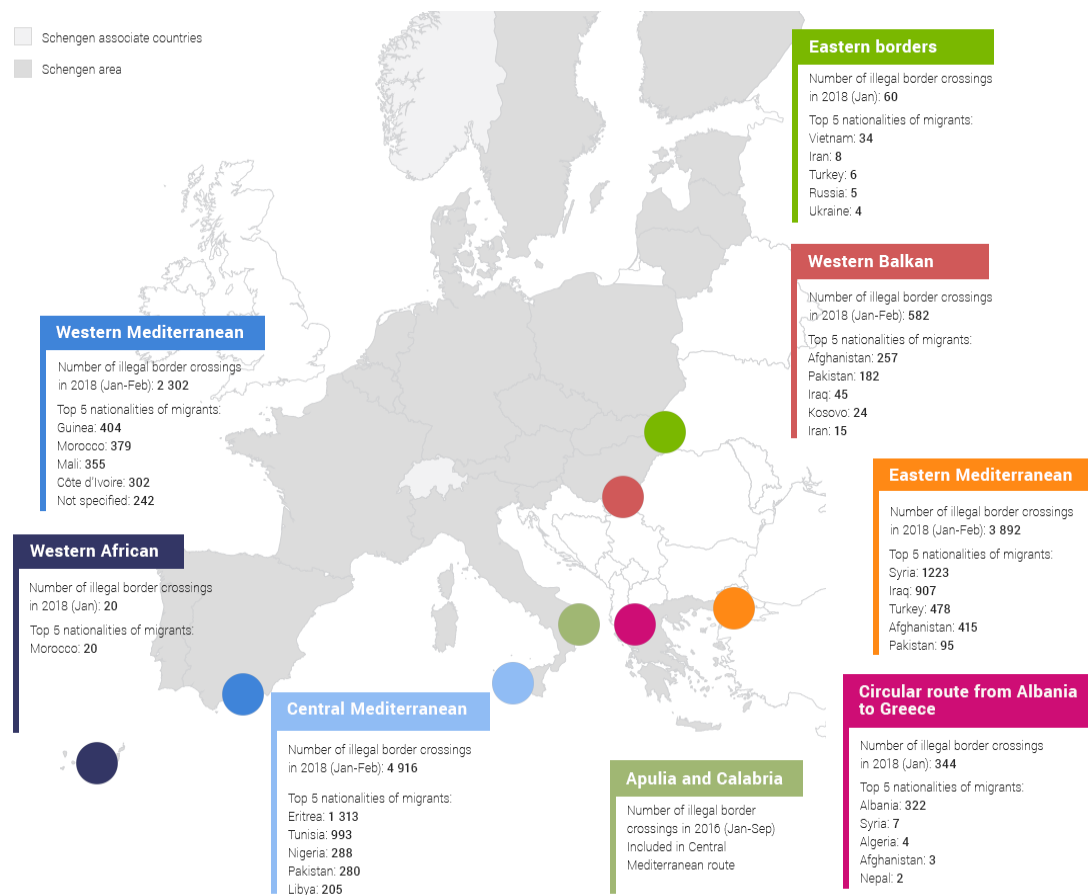 Schengen associate countries
Schengen area
Eastern borders
Number of illegal border crossings
in 2018 (Jan): 60
Top 5 nationalities of migrants:
Vietnam: 34
Iran: 8
Turkey: 6
Russia: 5
Ukraine: 4
Western Balkan
Number of illegal border crossings
in 2018 (Jan-Feb): 582
Top 5 nationalities of migrants:
Afghanistan: 257
Pakistan: 182
Iraq: 45
Kosovo: 24
Iran: 15
Western Mediterranean
Number of illegal border crossings
in 2018 (Jan-Feb): 2 302
Top 5 nationalities of migrants:
Guinea: 404
Morocco: 379
Mali: 355
Côte d'Ivoire: 302
Not specified: 242
Eastern Mediterranean
Number of illegal border crossings
in 2018 (Jan-Feb): 3 892
Top 5 nationalities of migrants:
Syria: 1223
Iraq: 907
Turkey: 478
Afghanistan: 415
Pakistan: 95
Western African
Number of illegal border crossings
in 2018 (Jan): 20
Top 5 nationalities of migrants:
Morocco: 20
Central Mediterranean
Number of illegal border crossings
in 2018 (Jan-Feb): 4 916
Top 5 nationalities of migrants:
Eritrea: 1 313
Tunisia: 993
Nigeria: 288
Pakistan: 280
Libya: 205
Apulia and Calabria
Number of illegal border
crossings in 2016 (Jan-Sep)
Included in Central
Mediterranean route
Circular route from Albania
to Greece
Number of illegal border crossings
in 2018 (Jan): 344
Top 5 nationalities of migrants:
Albania: 322
Syria: 7
Algeria: 4
Afghanistan: 3
Nepal: 2